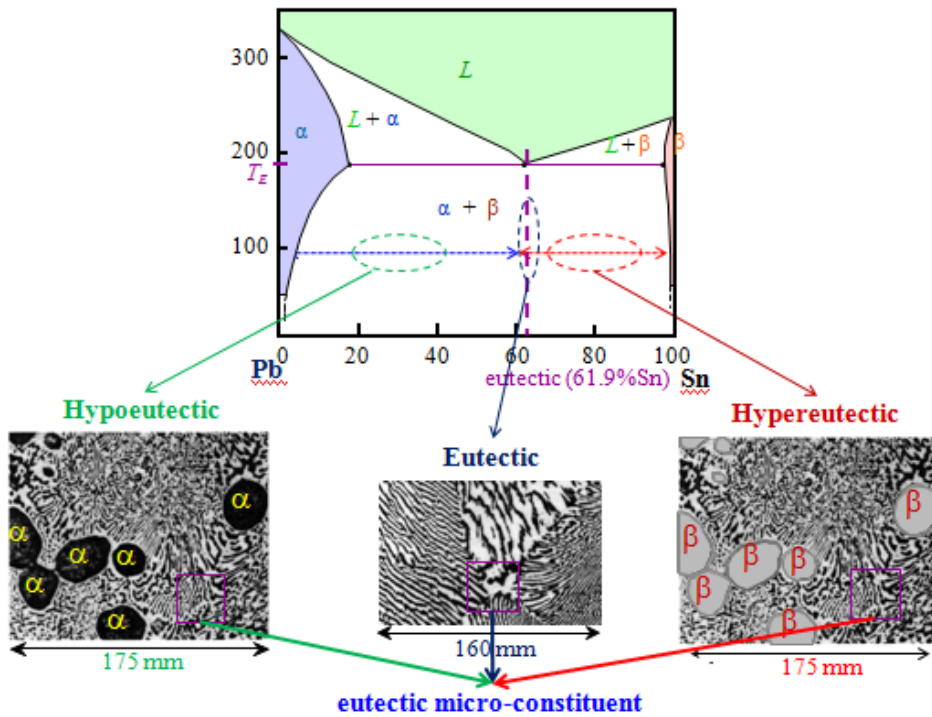 300
L
L + α
α
200
T_E
L + β
β
α + β
100
0
20
40
60
80
100
Pb
eutectic (61.9%Sn)
Sn
Hypoeutectic
Eutectic
Hypereutectic
α
α
α
α
α
α
β
β
β
β
β
β
175 mm
160 mm
175 mm
eutectic micro-constituent